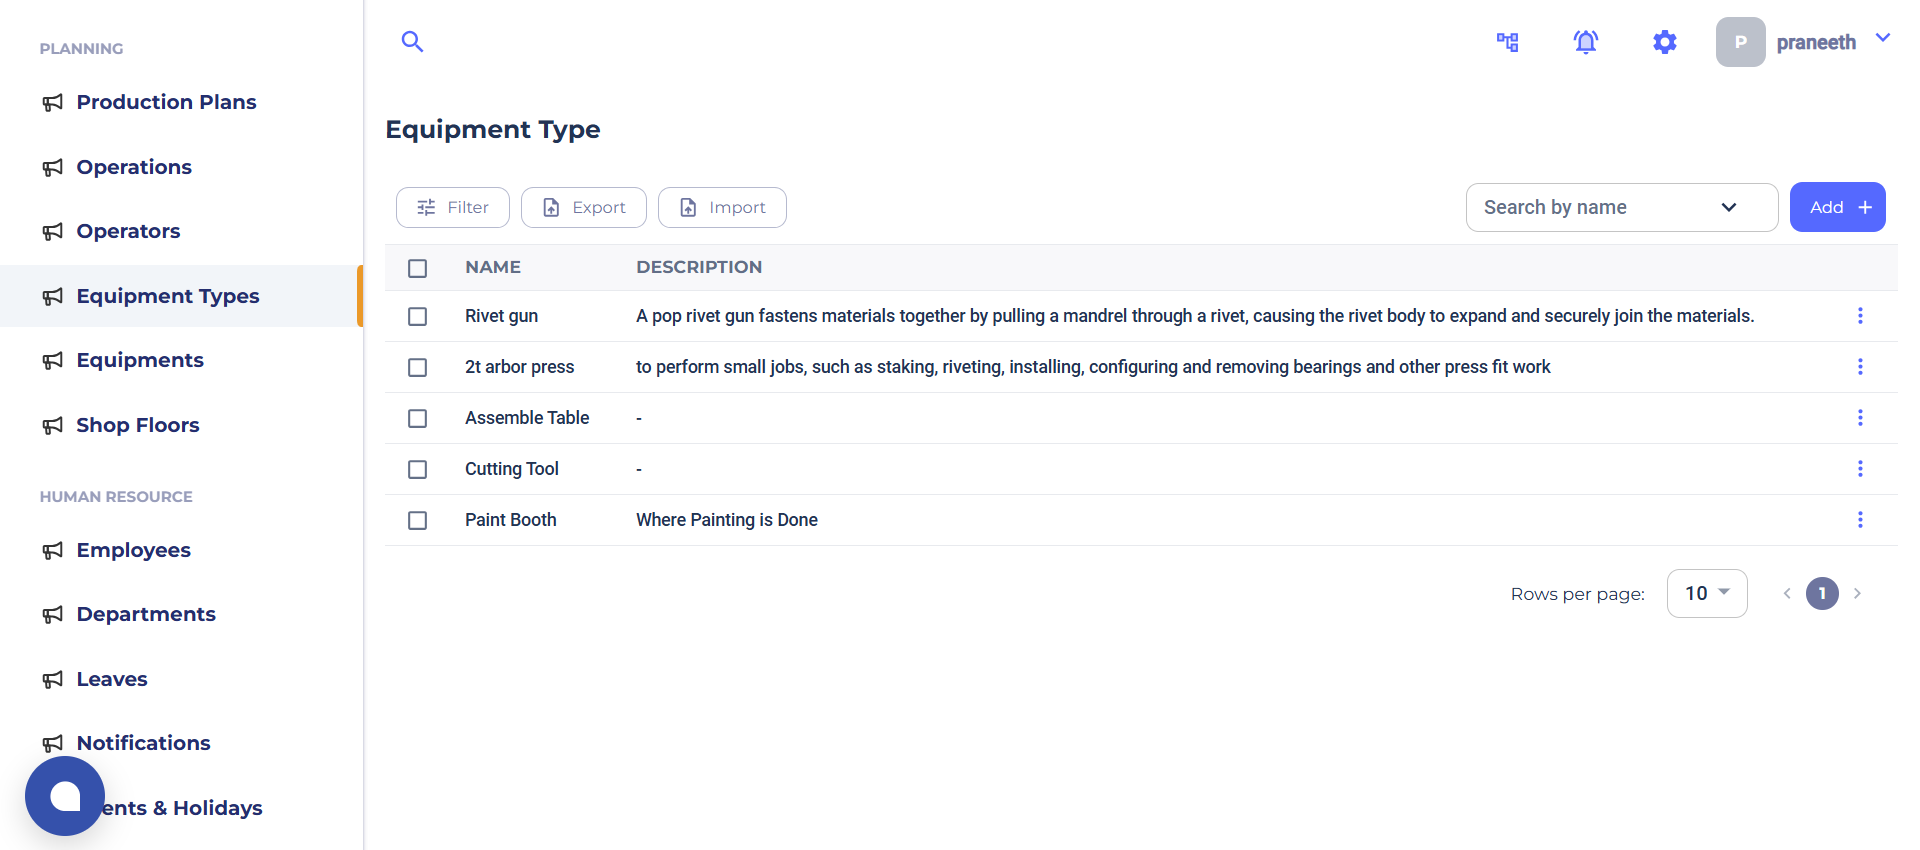 PLANNING
Production Plans
Operations
Operators
Equipment Types
Equipments
Shop Floors
HUMAN RESOURCE
Employees
Departments
Leaves
Notifications
ents & Holidays
P praneeth
Equipment Type
Filter Export Import Search by name Add +
NAME DESCRIPTION
Rivet gun A pop rivet gun fastens materials together by pulling a mandrel through a rivet, causing the rivet body to expand and securely join the materials.
2t arbor press to perform small jobs, such as staking, riveting, installing, configuring and removing bearings and other press fit work
Assemble Table -
Cutting Tool -
Paint Booth Where Painting is Done
Rows per page: 10 1